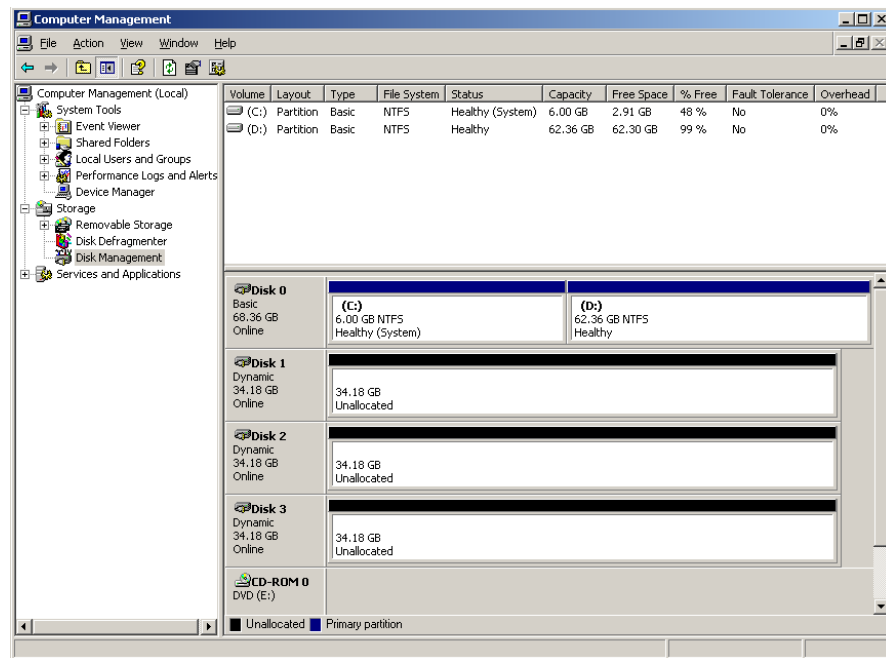 Computer Management
File Action View Window Help
Computer Management (Local)
System Tools
Event Viewer
Shared Folders
Local Users and Groups
Performance Logs and Alerts
Device Manager
Storage
Removable Storage
Disk Defragmenter
Disk Management
Services and Applications
Volume Layout Type File System Status Capacity Free Space % Free Fault Tolerance Overhead
(C:) Partition Basic NTFS Healthy (System) 6.00 GB 2.91 GB 48 % No 0%
(D:) Partition Basic NTFS Healthy 62.36 GB 62.30 GB 99 % No 0%
Disk 0
Basic
68.36 GB
Online
(C:)
6.00 GB NTFS
Healthy (System)
(D:)
62.36 GB NTFS
Healthy
Disk 1
Dynamic
34.18 GB
Online
34.18 GB
Unallocated
Disk 2
Dynamic
34.18 GB
Online
34.18 GB
Unallocated
Disk 3
Dynamic
34.18 GB
Online
34.18 GB
Unallocated
CD-ROM 0
DVD (E:)
Unallocated Primary partition